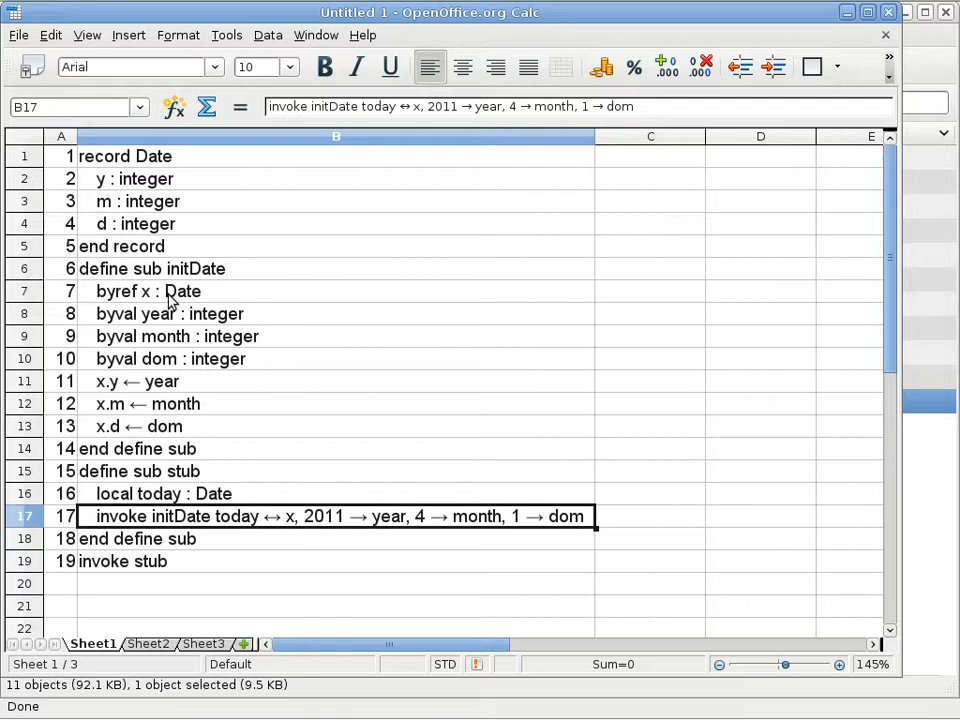 Untitled 1 - OpenOffice.org Calc
File Edit View Insert Format Tools Data Window Help
Arial 10 B I U % .000 .000
B17 fx Σ = invoke initDate today ↔ x, 2011 → year, 4 → month, 1 → dom
A B C D E
1 1 record Date
2 2 y : integer
3 3 m : integer
4 4 d : integer
5 5 end record
6 6 define sub initDate
7 7 byref x : Date
8 8 byval year : integer
9 9 byval month : integer
10 10 byval dom : integer
11 11 x.y ← year
12 12 x.m ← month
13 13 x.d ← dom
14 14 end define sub
15 15 define sub stub
16 16 local today : Date
17 17 invoke initDate today ↔ x, 2011 → year, 4 → month, 1 → dom
18 18 end define sub
19 19 invoke stub
20
21
22
Sheet1 Sheet2 Sheet3
Sheet 1 / 3 Default STD Sum=0 145%
11 objects (92.1 KB), 1 object selected (9.5 KB)
Done